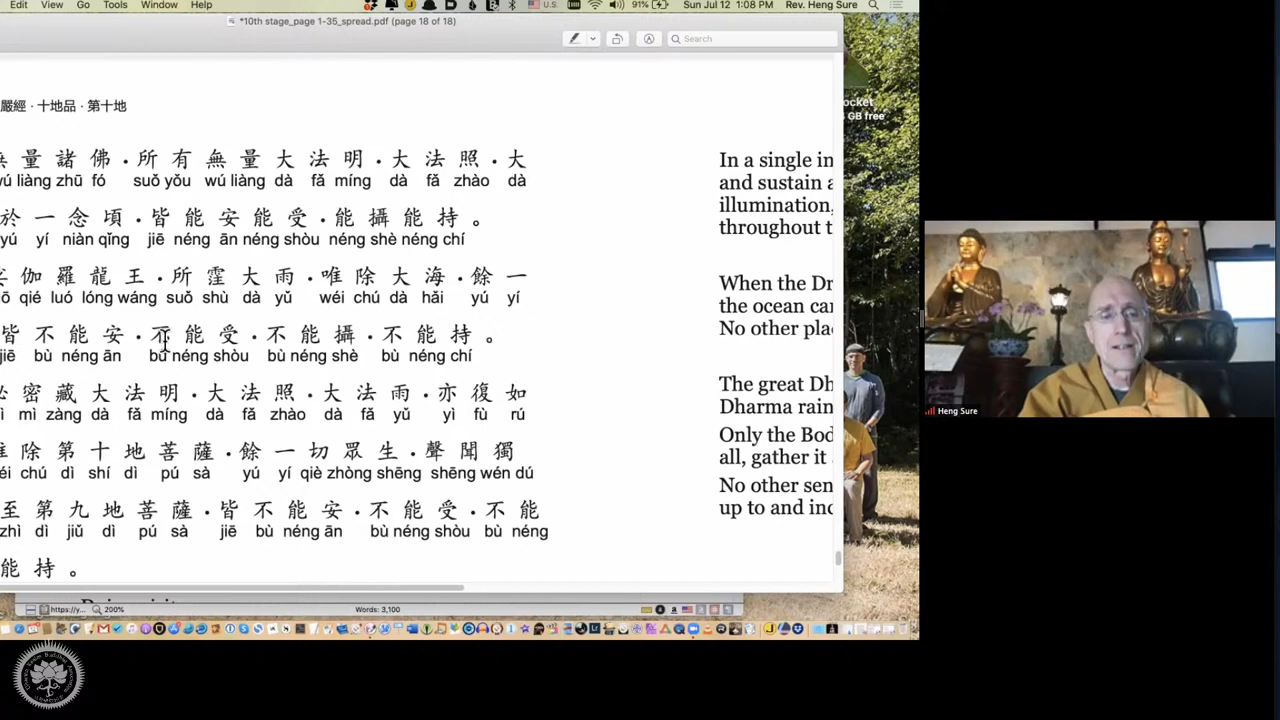 Edit View Go Tools Window Help U.S. 91% Sun Jul 12 1:08 PM Rev. Heng Sure
*10th stage_page 1-35_spread.pdf (page 18 of 18)
Search
嚴經 · 十地品 · 第十地
ocket
GB free
量 諸 佛 · 所 有 無 量 大 法 明 · 大 法 照 · 大
wú liàng zhū fó suǒ yǒu wú liàng dà fǎ míng dà fǎ zhào dà
於 一 念 頃 · 皆 能 安 能 受 · 能 攝 能 持 。
yú yí niàn qǐng jiē néng ān néng shòu néng shè néng chí
伽 羅 龍 王 · 所 霔 大 雨 · 唯 除 大 海 · 餘 一
qié luó lóng wáng suǒ shù dà yǔ wéi chú dà hǎi yú yí
皆 不 能 安 · 不 能 受 · 不 能 攝 · 不 能 持 。
jiē bù néng ān bù néng shòu bù néng shè bù néng chí
密 藏 大 法 明 · 大 法 照 · 大 法 雨 · 亦 復 如
mì zàng dà fǎ míng dà fǎ zhào dà fǎ yǔ yì fù rú
除 第 十 地 菩 薩 · 餘 一 切 眾 生 · 聲 聞 獨
chú dì shí dì pú sà yú yí qiè zhòng shēng shēng wén dú
至 第 九 地 菩 薩 · 皆 不 能 安 · 不 能 受 · 不 能
zhì dì jiǔ dì pú sà jiē bù néng ān bù néng shòu bù néng
能 持 。
In a single in
and sustain a
illumination,
throughout t
When the Dr
the ocean can
No other pla
The great Dh
Dharma rain
Only the Bod
all, gather it
No other sen
up to and inc
https://y... 200% Words: 3,100
Heng Sure